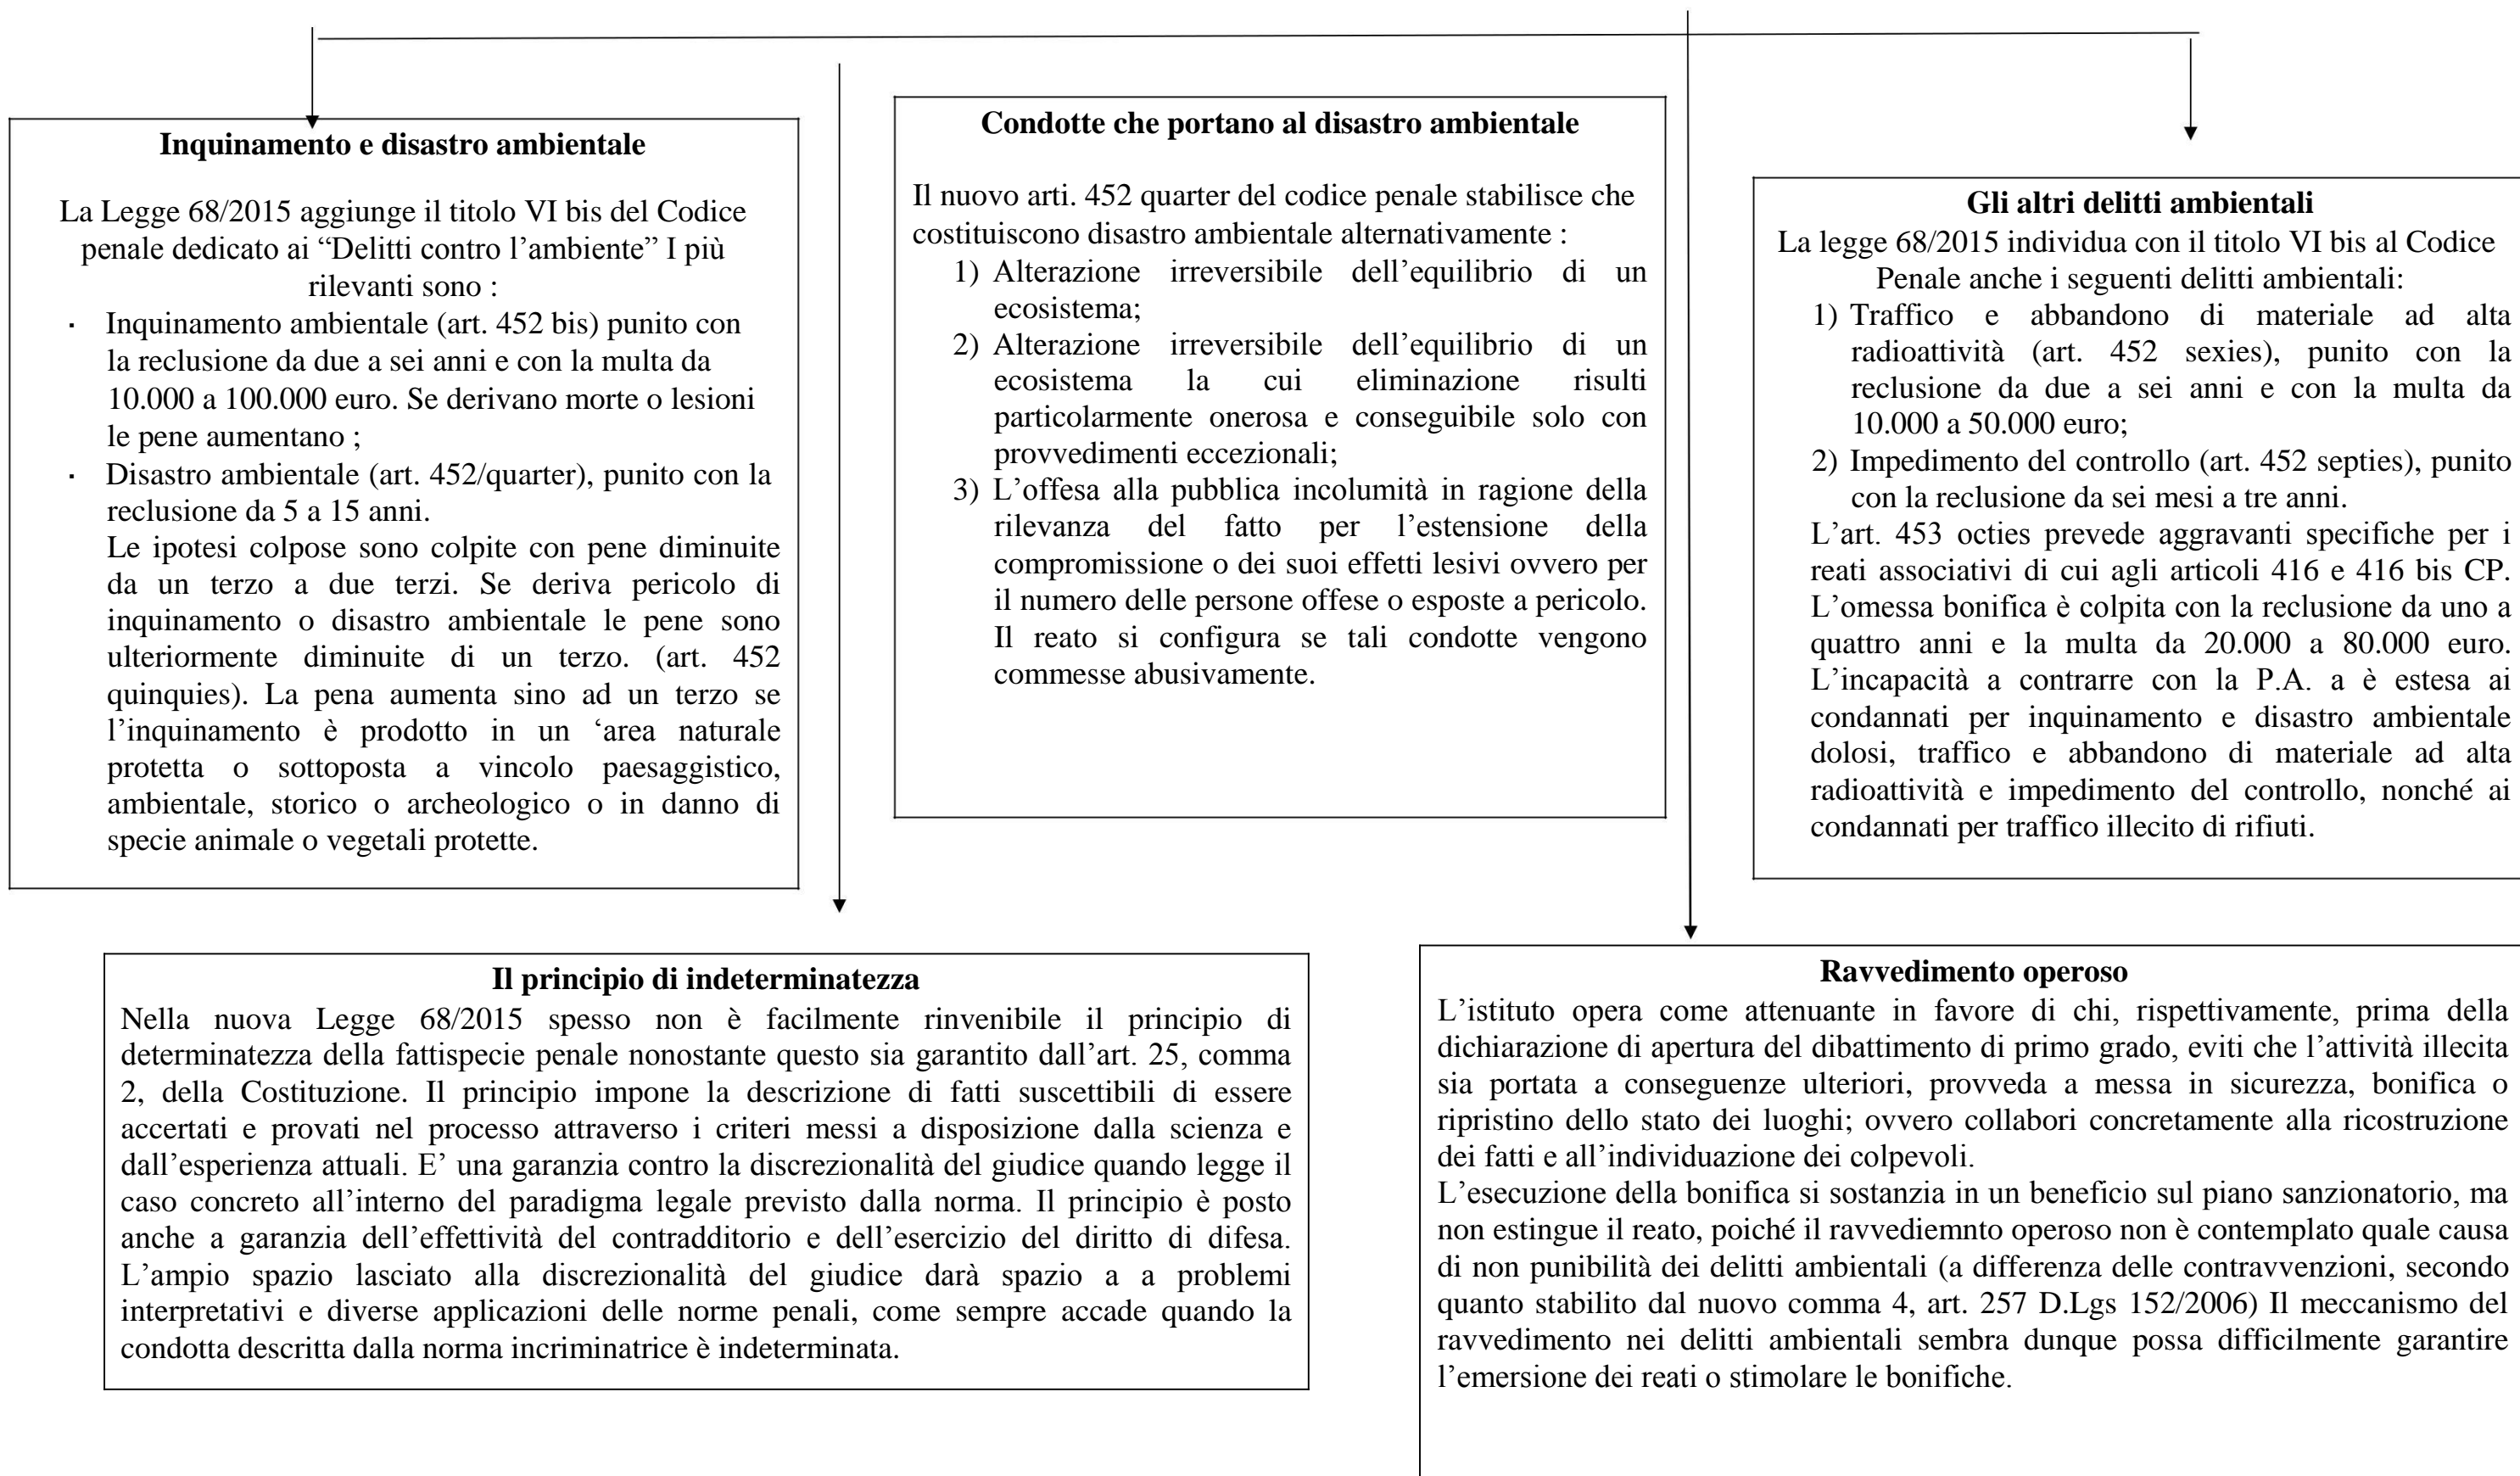 Inquinamento e disastro ambientale
La Legge 68/2015 aggiunge il titolo VI bis del Codice
penale dedicato ai “Delitti contro l’ambiente” I più
rilevanti sono :
· Inquinamento ambientale (art. 452 bis) punito con
la reclusione da due a sei anni e con la multa da
10.000 a 100.000 euro. Se derivano morte o lesioni
le pene aumentano ;
· Disastro ambientale (art. 452/quarter), punito con la
reclusione da 5 a 15 anni.
Le ipotesi colpose sono colpite con pene diminuite
da un terzo a due terzi. Se deriva pericolo di
inquinamento o disastro ambientale le pene sono
ulteriormente diminuite di un terzo. (art. 452
quinquies). La pena aumenta sino ad un terzo se
l’inquinamento è prodotto in un ‘area naturale
protetta o sottoposta a vincolo paesaggistico,
ambientale, storico o archeologico o in danno di
specie animale o vegetali protette.
Condotte che portano al disastro ambientale
Il nuovo arti. 452 quarter del codice penale stabilisce che
costituiscono disastro ambientale alternativamente :
1) Alterazione irreversibile dell’equilibrio di un
ecosistema;
2) Alterazione irreversibile dell’equilibrio di un
ecosistema la cui eliminazione risulti
particolarmente onerosa e conseguibile solo con
provvedimenti eccezionali;
3) L’offesa alla pubblica incolumità in ragione della
rilevanza del fatto per l’estensione della
compromissione o dei suoi effetti lesivi ovvero per
il numero delle persone offese o esposte a pericolo.
Il reato si configura se tali condotte vengono
commesse abusivamente.
Gli altri delitti ambientali
La legge 68/2015 individua con il titolo VI bis al Codice
Penale anche i seguenti delitti ambientali:
1) Traffico e abbandono di materiale ad alta
radioattività (art. 452 sexies), punito con la
reclusione da due a sei anni e con la multa da
10.000 a 50.000 euro;
2) Impedimento del controllo (art. 452 septies), punito
con la reclusione da sei mesi a tre anni.
L’art. 453 octies prevede aggravanti specifiche per i
reati associativi di cui agli articoli 416 e 416 bis CP.
L’omessa bonifica è colpita con la reclusione da uno a
quattro anni e la multa da 20.000 a 80.000 euro.
L’incapacità a contrarre con la P.A. a è estesa ai
condannati per inquinamento e disastro ambientale
dolosi, traffico e abbandono di materiale ad alta
radioattività e impedimento del controllo, nonché ai
condannati per traffico illecito di rifiuti.
Il principio di indeterminatezza
Nella nuova Legge 68/2015 spesso non è facilmente rinvenibile il principio di
determinatezza della fattispecie penale nonostante questo sia garantito dall’art. 25, comma
2, della Costituzione. Il principio impone la descrizione di fatti suscettibili di essere
accertati e provati nel processo attraverso i criteri messi a disposizione dalla scienza e
dall’esperienza attuali. E’ una garanzia contro la discrezionalità del giudice quando legge il
caso concreto all’interno del paradigma legale previsto dalla norma. Il principio è posto
anche a garanzia dell’effettività del contradditorio e dell’esercizio del diritto di difesa.
L’ampio spazio lasciato alla discrezionalità del giudice darà spazio a a problemi
interpretativi e diverse applicazioni delle norme penali, come sempre accade quando la
condotta descritta dalla norma incriminatrice è indeterminata.
Ravvedimento operoso
L’istituto opera come attenuante in favore di chi, rispettivamente, prima della
dichiarazione di apertura del dibattimento di primo grado, eviti che l’attività illecita
sia portata a conseguenze ulteriori, provveda a messa in sicurezza, bonifica o
ripristino dello stato dei luoghi; ovvero collabori concretamente alla ricostruzione
dei fatti e all’individuazione dei colpevoli.
L’esecuzione della bonifica si sostanzia in un beneficio sul piano sanzionatorio, ma
non estingue il reato, poiché il ravvediemnto operoso non è contemplato quale causa
di non punibilità dei delitti ambientali (a differenza delle contravvenzioni, secondo
quanto stabilito dal nuovo comma 4, art. 257 D.Lgs 152/2006) Il meccanismo del
ravvedimento nei delitti ambientali sembra dunque possa difficilmente garantire
l’emersione dei reati o stimolare le bonifiche.